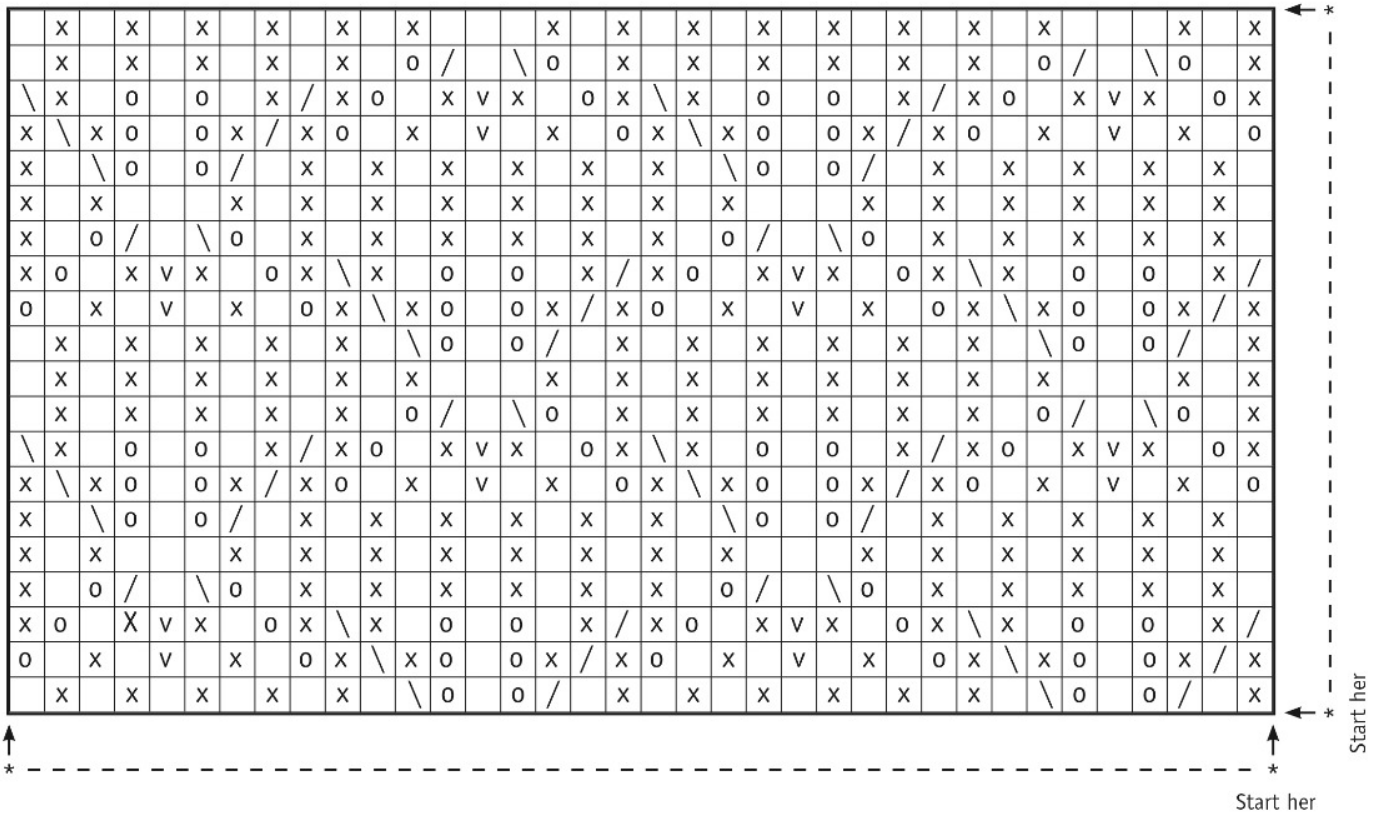 x x x x x x x x x x x x x x x x *
x x x x x o / \ o x x x x x x o / \ o x
\ x o o x / x o x v x o x \ x o o x / x o x v x o x
x \ x o o x / x o x v x o x \ x o o x / x o x v x o
x \ o o / x x x x x x \ o o / x x x x x
x x x x x x x x x x x x x x x x
x o / \ o x x x x x x o / \ o x x x x x
x o x v x o x \ x o o x / x o x v x o x \ x o o x /
o x v x o x \ x o o x / x o x v x o x \ x o o x / x
x x x x x \ o o / x x x x x x \ o o / x
x x x x x x x x x x x x x x x x
x x x x x o / \ o x x x x x x o / \ o x
\ x o o x / x o x v x o x \ x o o x / x o x v x o x
x \ x o o x / x o x v x o x \ x o o x / x o x v x o
x \ o o / x x x x x x \ o o / x x x x x
x x x x x x x x x x x x x x x x
x o / \ o x x x x x x o / \ o x x x x x
x o X v x o x \ x o o x / x o x v x o x \ x o o x /
o x v x o x \ x o o x / x o x v x o x \ x o o x / x
x x x x x \ o o / x x x x x x \ o o / x *
Start her
* *
Start her